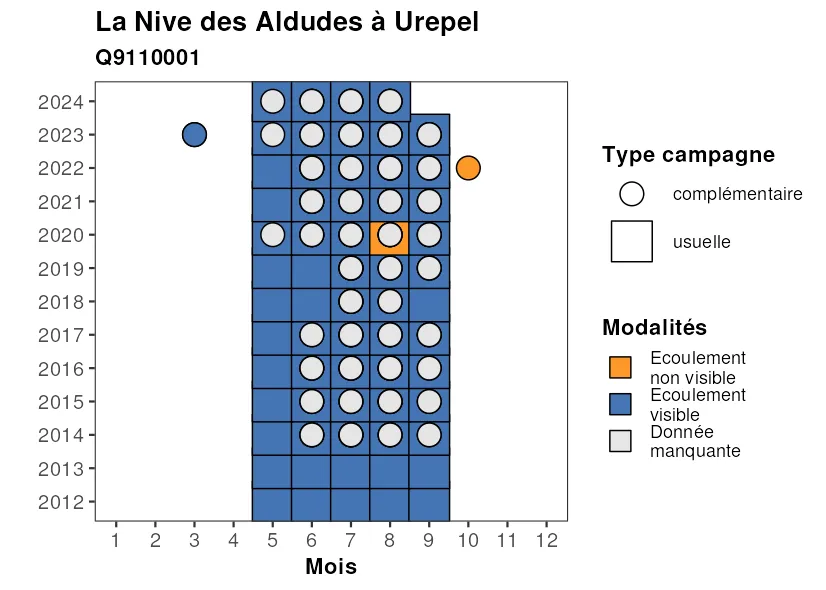 La Nive des Aldudes à Urepel
Q9110001
2024
2023
2022
2021
2020
2019
2018
2017
2016
2015
2014
2013
2012
1 2 3 4 5 6 7 8 9 10 11 12
Mois
Type campagne
complémentaire
usuelle
Modalités
Ecoulement
non visible
Ecoulement
visible
Donnée
manquante